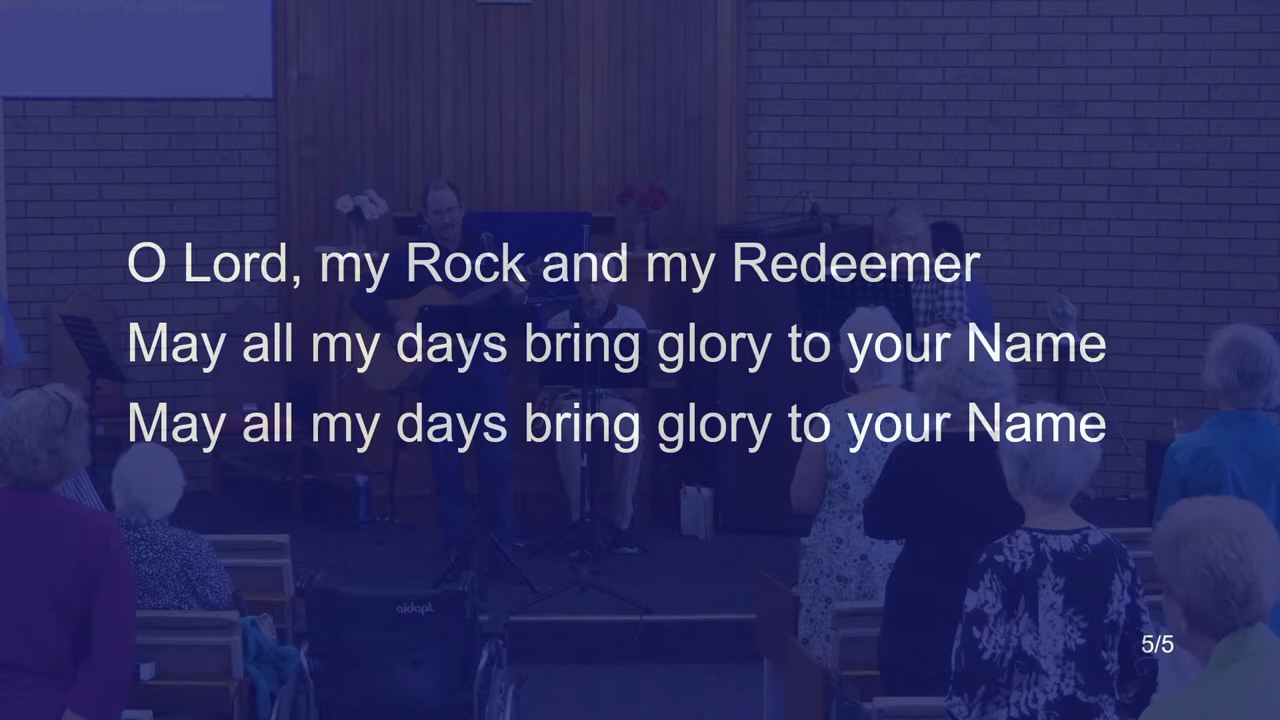 O Lord, my Rock and my Redeemer
May all my days bring glory to your Name
May all my days bring glory to your Name
aidapt
5/5